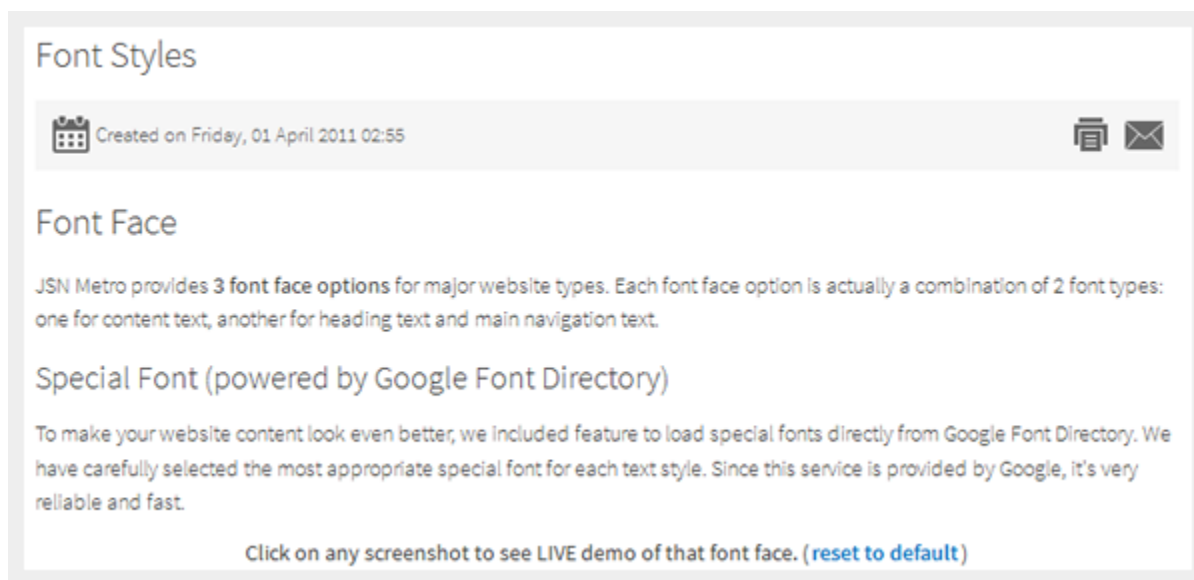 Font Styles
Created on Friday, 01 April 2011 02:55
Font Face
JSN Metro provides 3 font face options for major website types. Each font face option is actually a combination of 2 font types:
one for content text, another for heading text and main navigation text.
Special Font (powered by Google Font Directory)
To make your website content look even better, we included feature to load special fonts directly from Google Font Directory. We
have carefully selected the most appropriate special font for each text style. Since this service is provided by Google, it's very
reliable and fast.
Click on any screenshot to see LIVE demo of that font face. (reset to default)